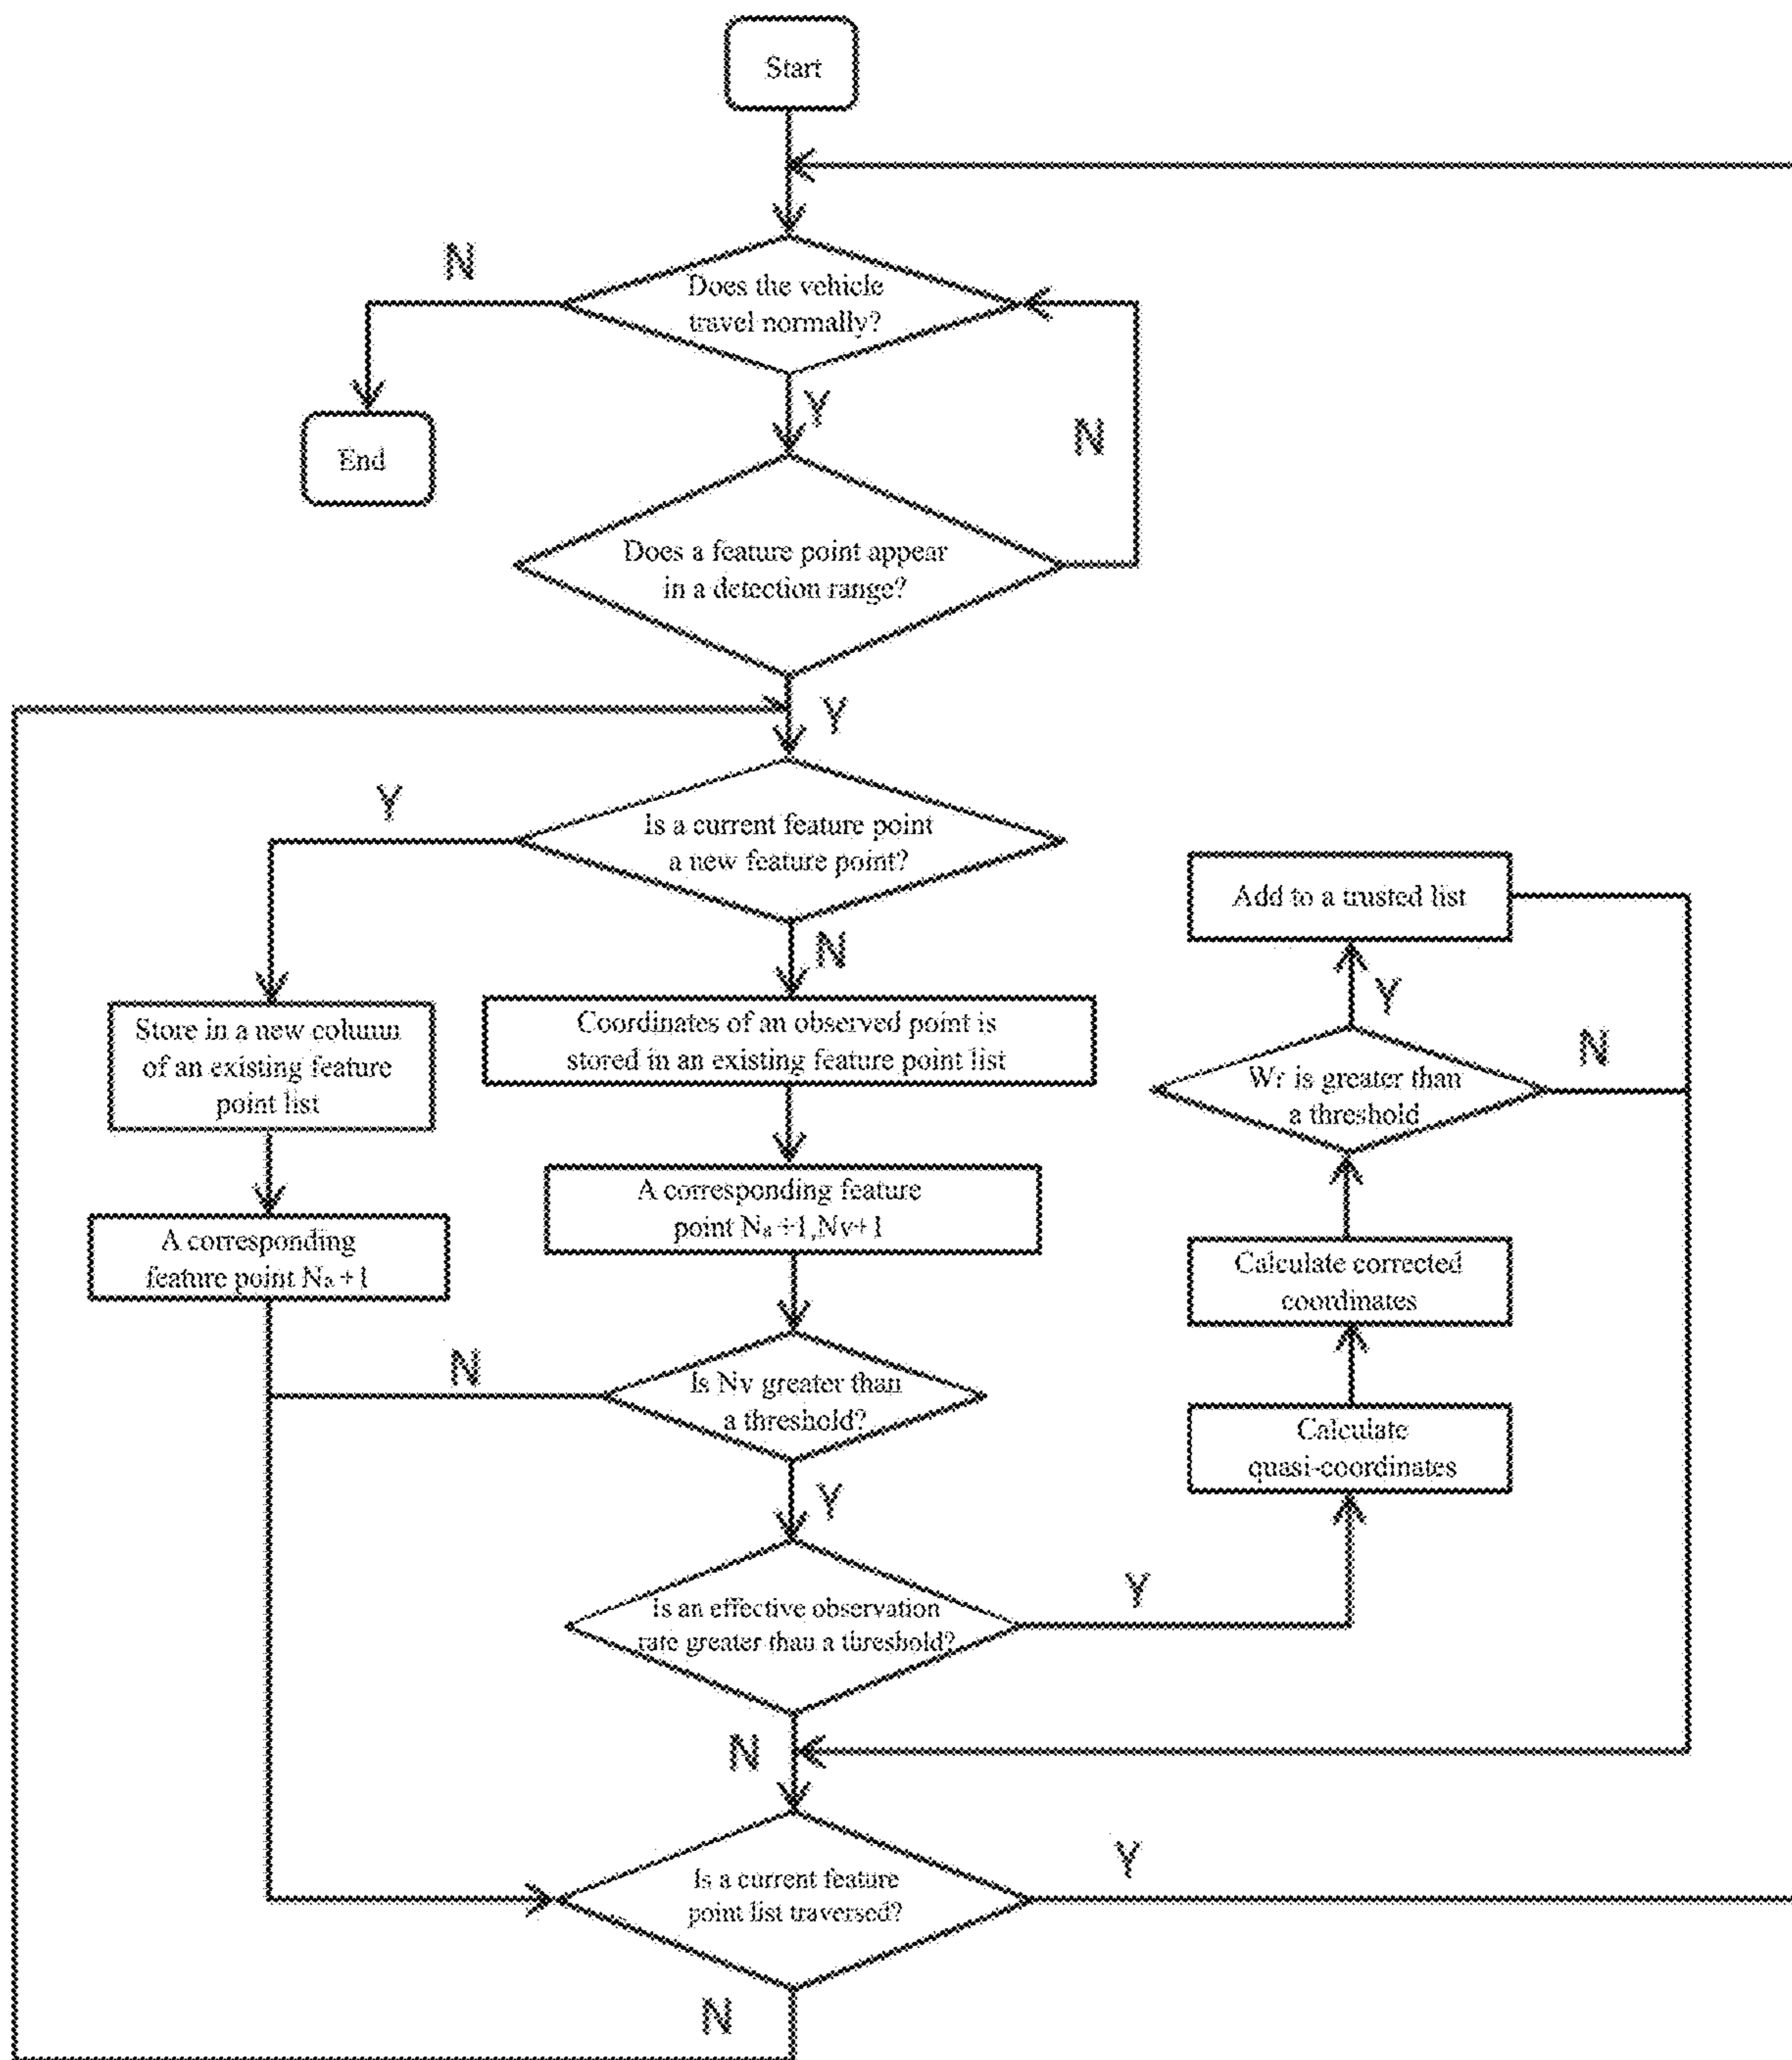 Start
N
Does the vehicle
travel normally?
Y
N
End
Does a feature point appear
in a detection range?
Y
Y
Is a current feature point
a new feature point?
N
Add to a trusted list
Y
Store in a new column
of an existing feature
point list
Coordinates of an observed point is
stored in an existing feature point list
N
Wr is greater than
a threshold
A corresponding feature
point Na+1,Nv+1
A corresponding
feature point Na+1
Calculate corrected
coordinates
N
Is Nv greater than
a threshold?
Calculate
quasi-coordinates
Y
Y
Is an effective observation
rate greater than a threshold?
N
Y
Is a current feature
point list traversed?
N